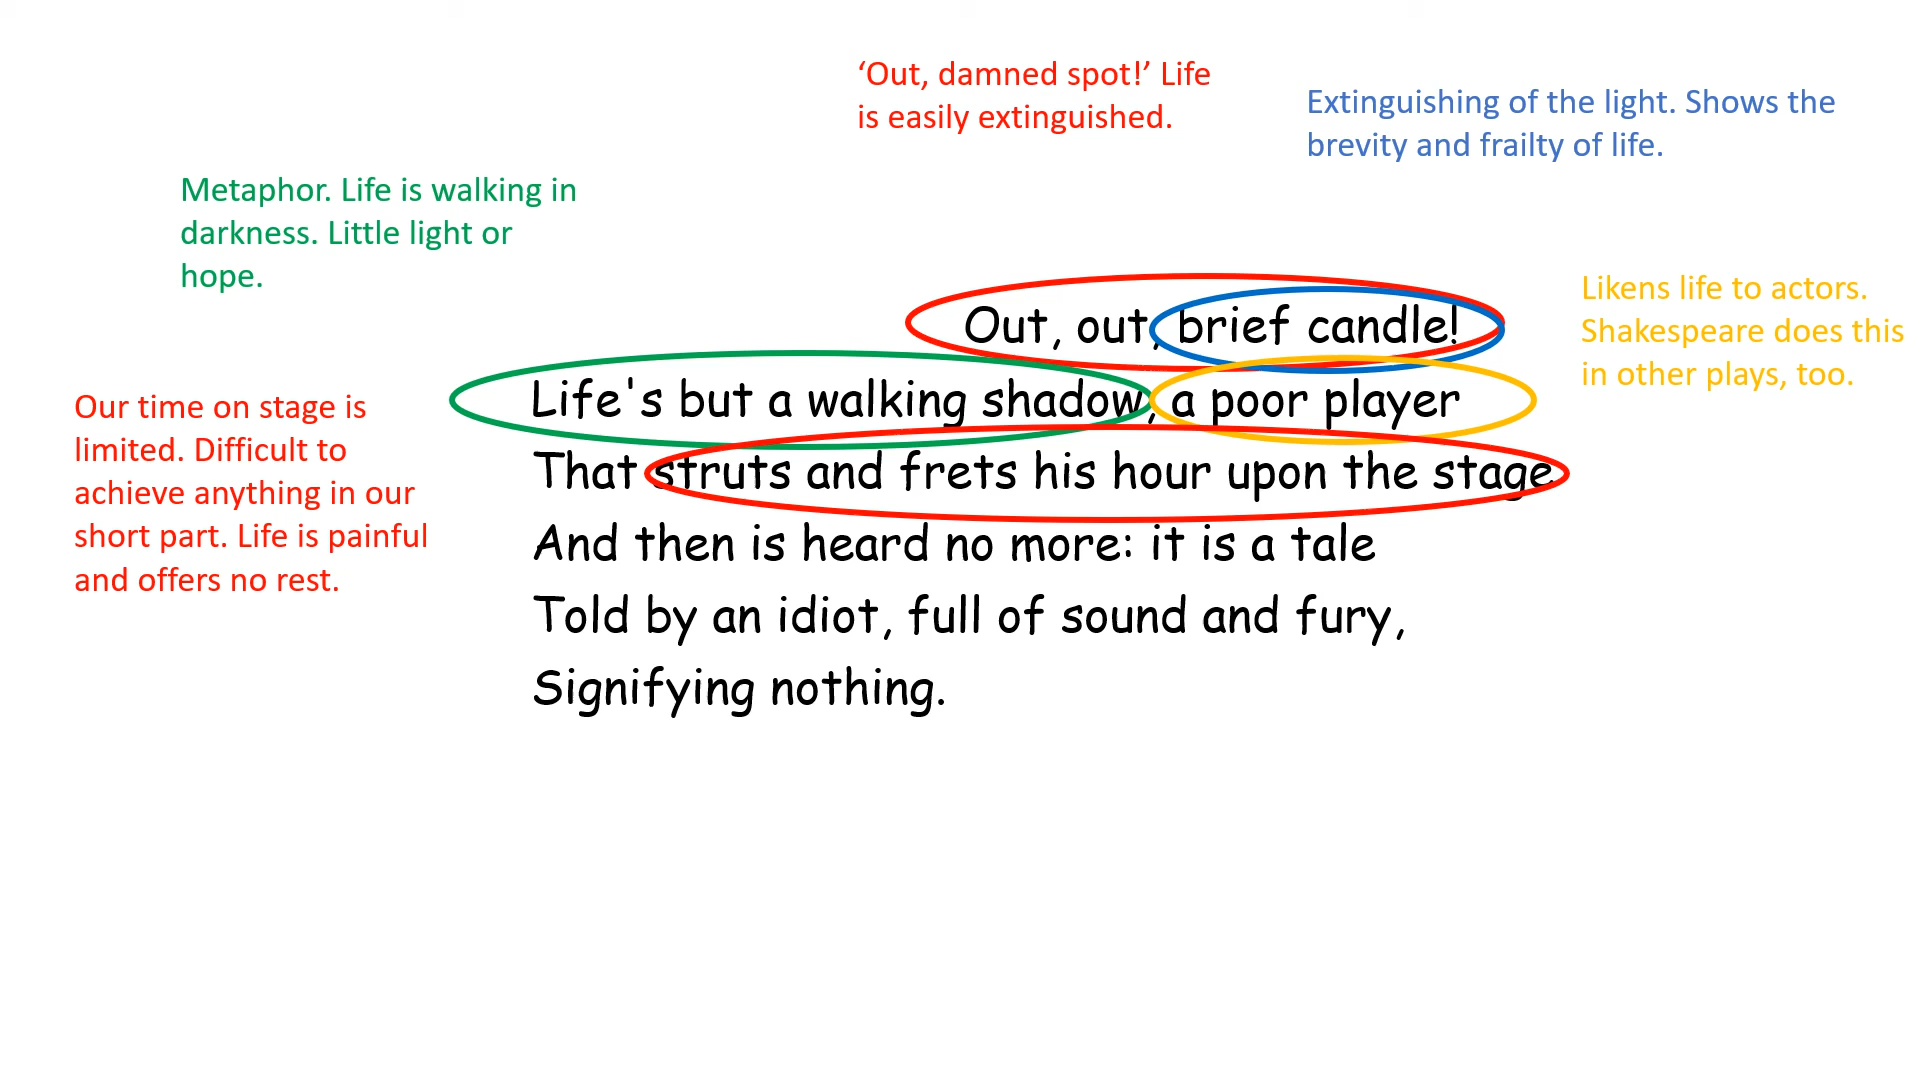 ‘Out, damned spot!’ Life
is easily extinguished.
Extinguishing of the light. Shows the
brevity and frailty of life.
Metaphor. Life is walking in
darkness. Little light or
hope.
Likens life to actors.
Shakespeare does this
in other plays, too.
Our time on stage is
limited. Difficult to
achieve anything in our
short part. Life is painful
and offers no rest.
Out, out, brief candle!
Life's but a walking shadow, a poor player
That struts and frets his hour upon the stage
And then is heard no more: it is a tale
Told by an idiot, full of sound and fury,
Signifying nothing.